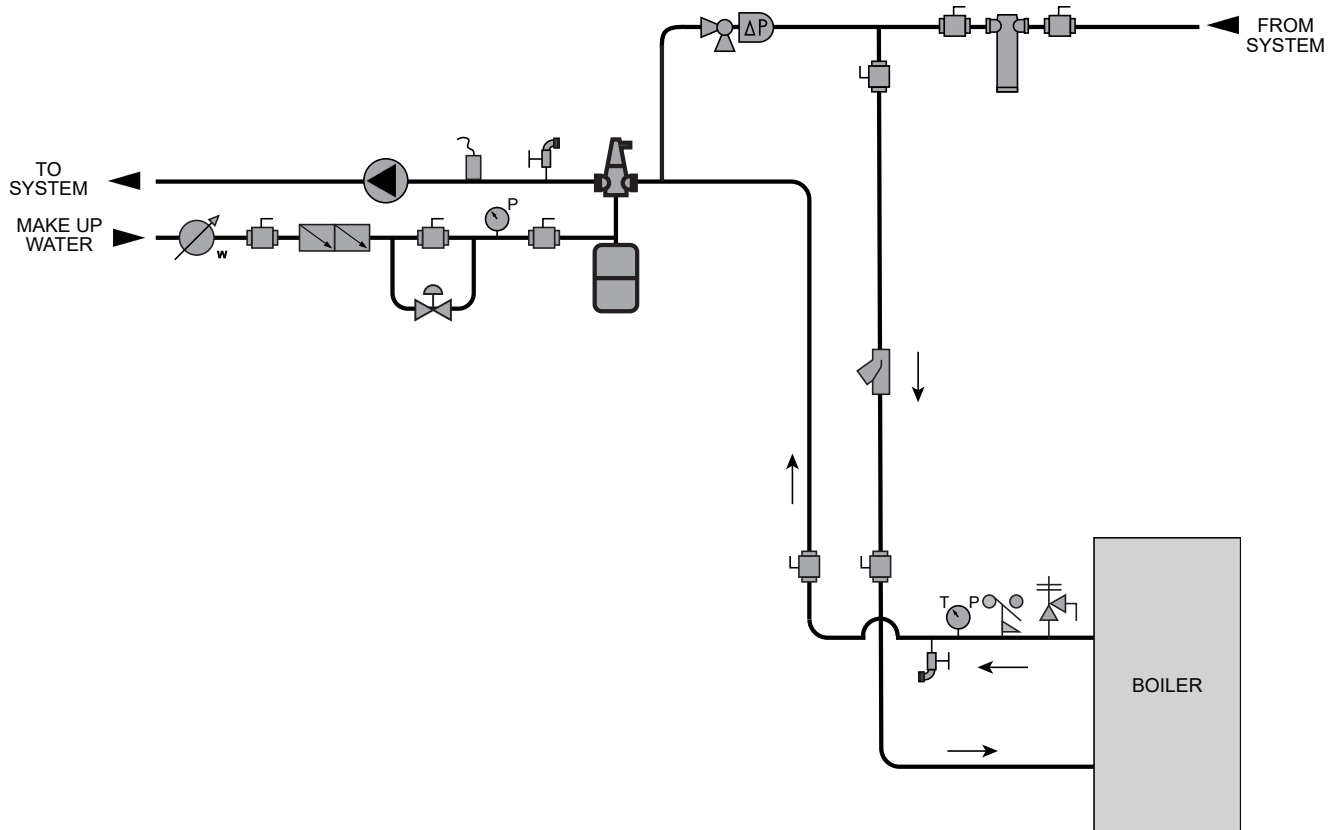 ΔP
FROM
SYSTEM
TO
SYSTEM
MAKE UP
WATER
P
w
T P
BOILER